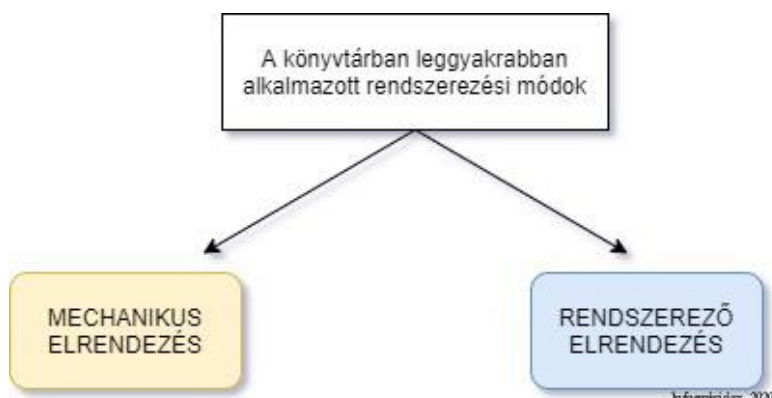 A könyvtárban leggyakrabban
alkalmazott rendszerezési módok
MECHANIKUS
ELRENDEZÉS
RENDSZEREZŐ
ELRENDEZÉS